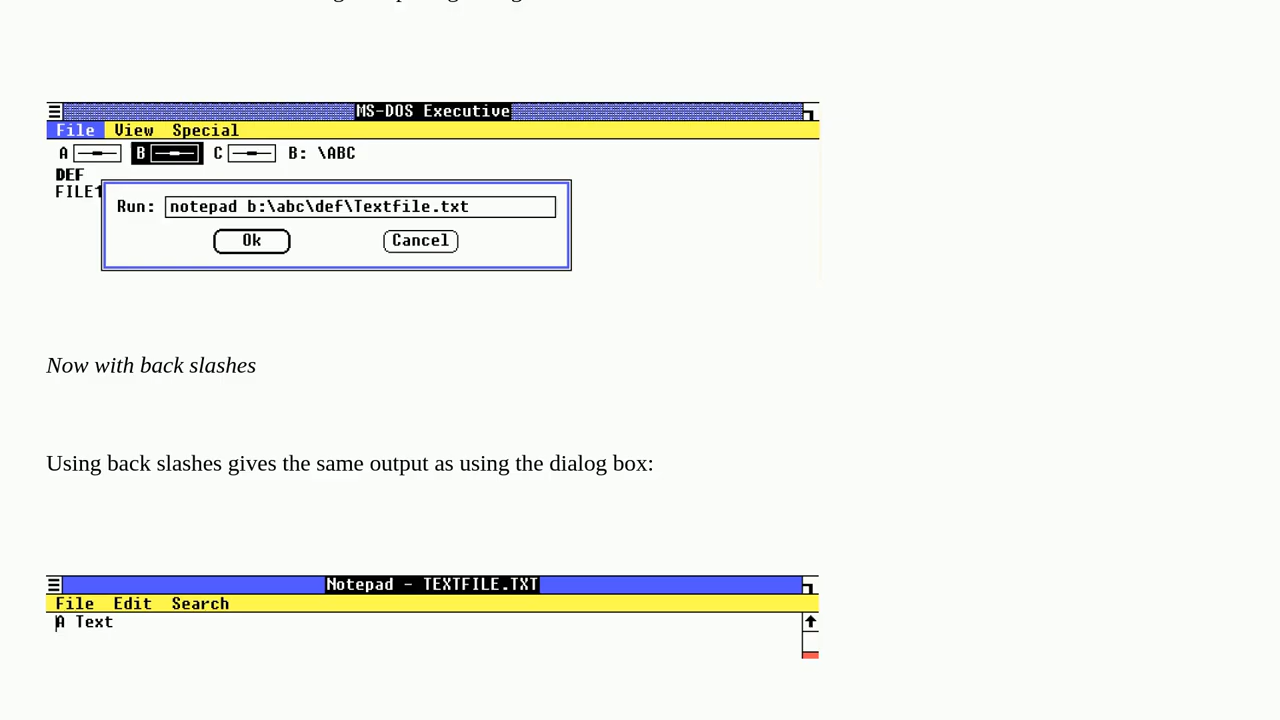 MS-DOS Executive
File View Special
A B C B: \ABC
DEF
FILE1
Run: notepad b:\abc\def\Textfile.txt
Ok Cancel
Now with back slashes
Using back slashes gives the same output as using the dialog box:
Notepad - TEXTFILE.TXT
File Edit Search
A Text